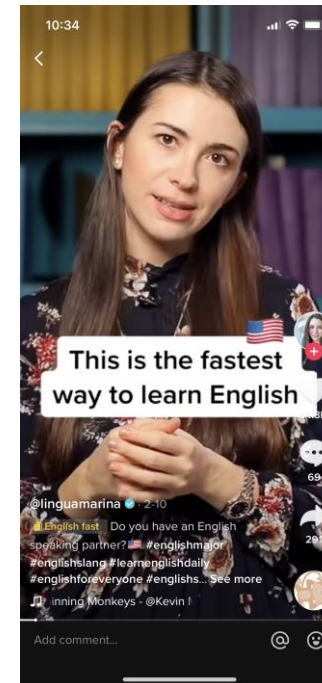 10:34
This is the fastest
way to learn English
69
291
@linguamarina · 2-10
English fast Do you have an English
speaking partner? #englishmajor
#englishslang #learnenglishdaily
#englishforeveryone #englishs... See more
inning Monkeys - @Kevin
Add comment...